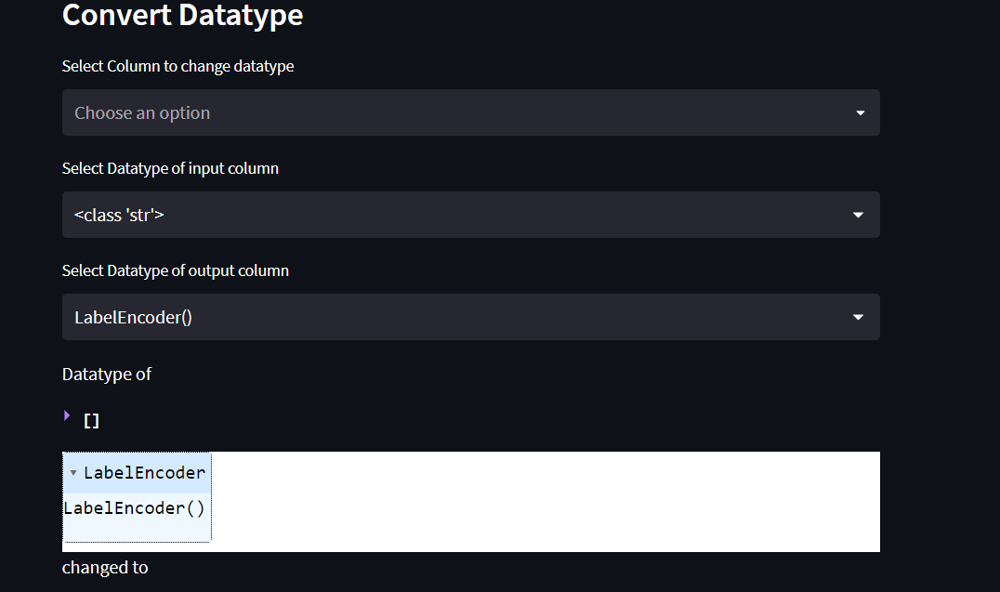 Convert Datatype
Select Column to change datatype
Choose an option
Select Datatype of input column
<class 'str'>
Select Datatype of output column
LabelEncoder()
Datatype of
[]
LabelEncoder
LabelEncoder()
changed to